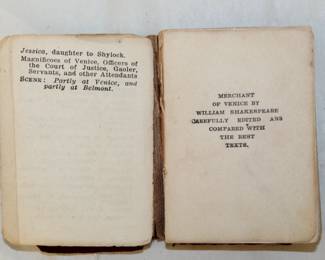 Jessica, daughter to Shylock.
Magnificoes of Venice, Officers of
the Court of Justice, Gaoler,
Servants, and other Attendants
SCENE: Partly at Venice, and
partly at Belmont.
MERCHANT
OF VENICE BY
WILLIAM SHAKESPEARE
CAREFULLY EDITED AND
COMPARED WITH
THE BEST
TEXTS.